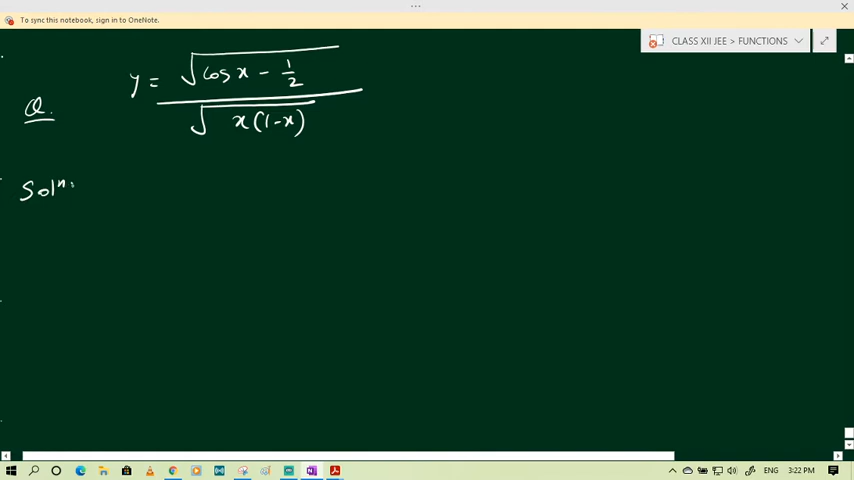 To sync this notebook, sign in to OneNote.
CLASS XII JEE > FUNCTIONS
Q. y = √(cos x - 1/2) / √(x(1-x))
Solⁿ:
ENG 3:22 PM